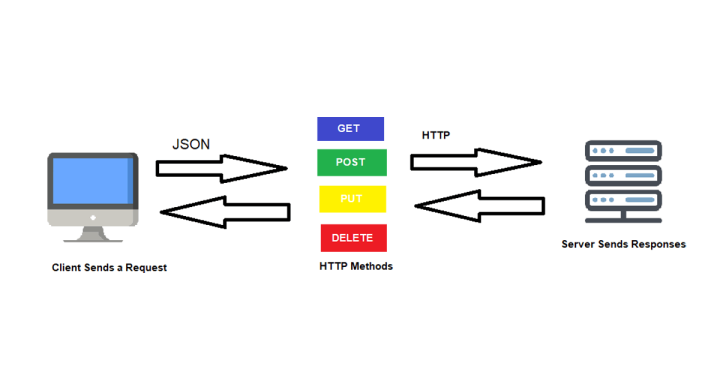 GET
HTTP
JSON
POST
PUT
DELETE
Server Sends Responses
Client Sends a Request
HTTP Methods